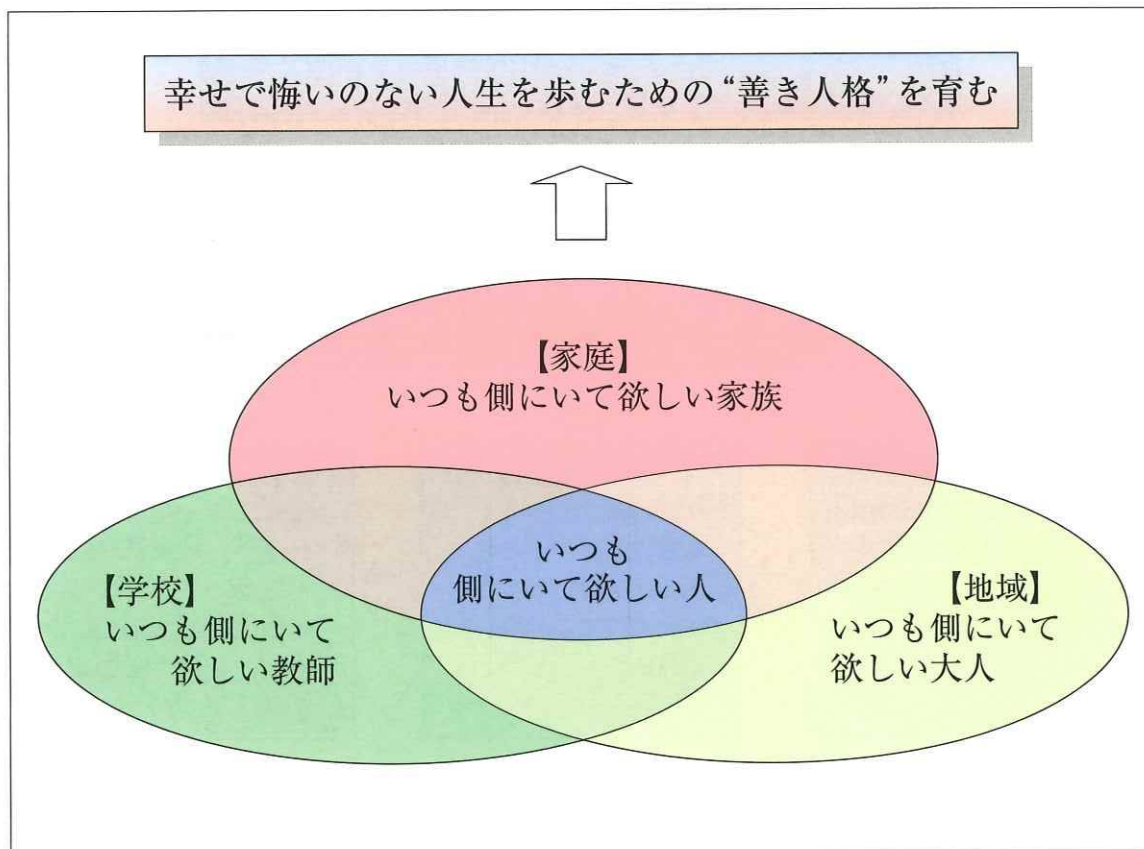 幸せで悔いのない人生を歩むための“善き人格”を育む
【家庭】
いつも側にいて欲しい家族
いつも
側にいて欲しい人
【学校】
いつも側にいて
欲しい教師
【地域】
いつも側にいて
欲しい大人